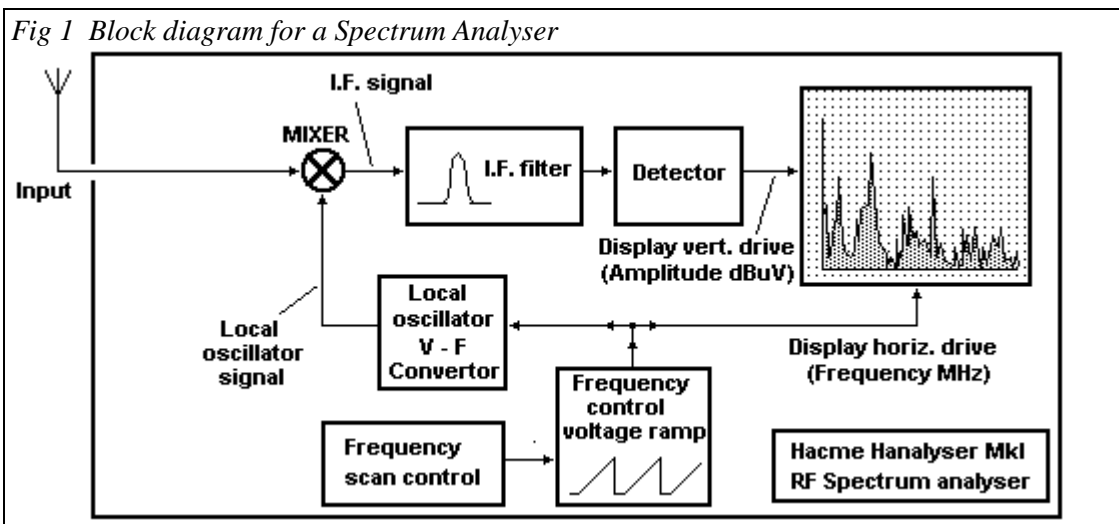 Fig 1  Block diagram for a Spectrum Analyser
I.F. signal
MIXER
I.F. filter
Detector
Input
Display vert. drive
(Amplitude dBuV)
Local
oscillator
signal
Local
oscillator
V - F
Convertor
Display horiz. drive
(Frequency MHz)
Frequency
control
voltage ramp
Frequency
scan control
Hacme Hanalyser MkI
RF Spectrum analyser